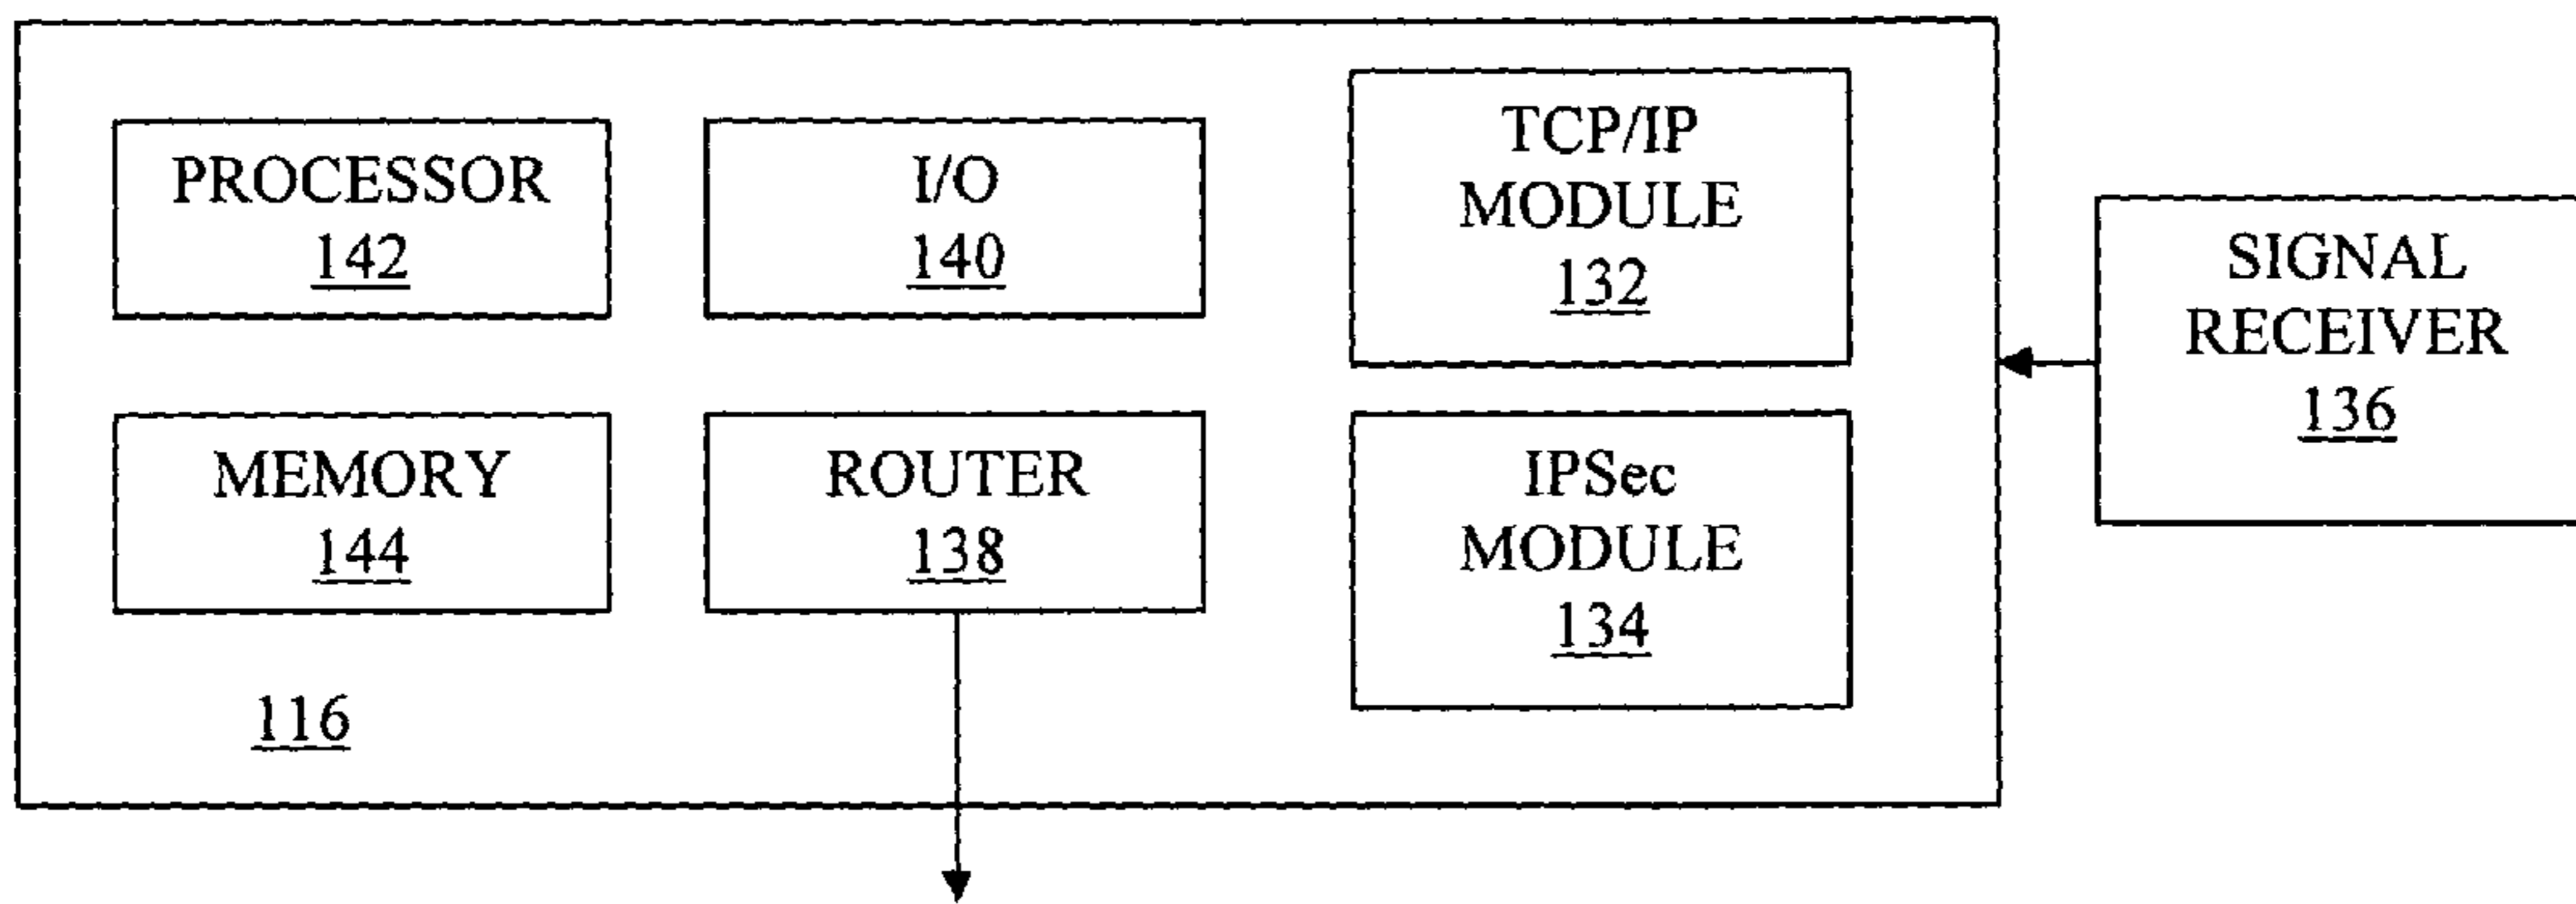 PROCESSOR
142
I/O
140
TCP/IP
MODULE
132
SIGNAL
RECEIVER
136
MEMORY
144
ROUTER
138
IPSec
MODULE
134
116